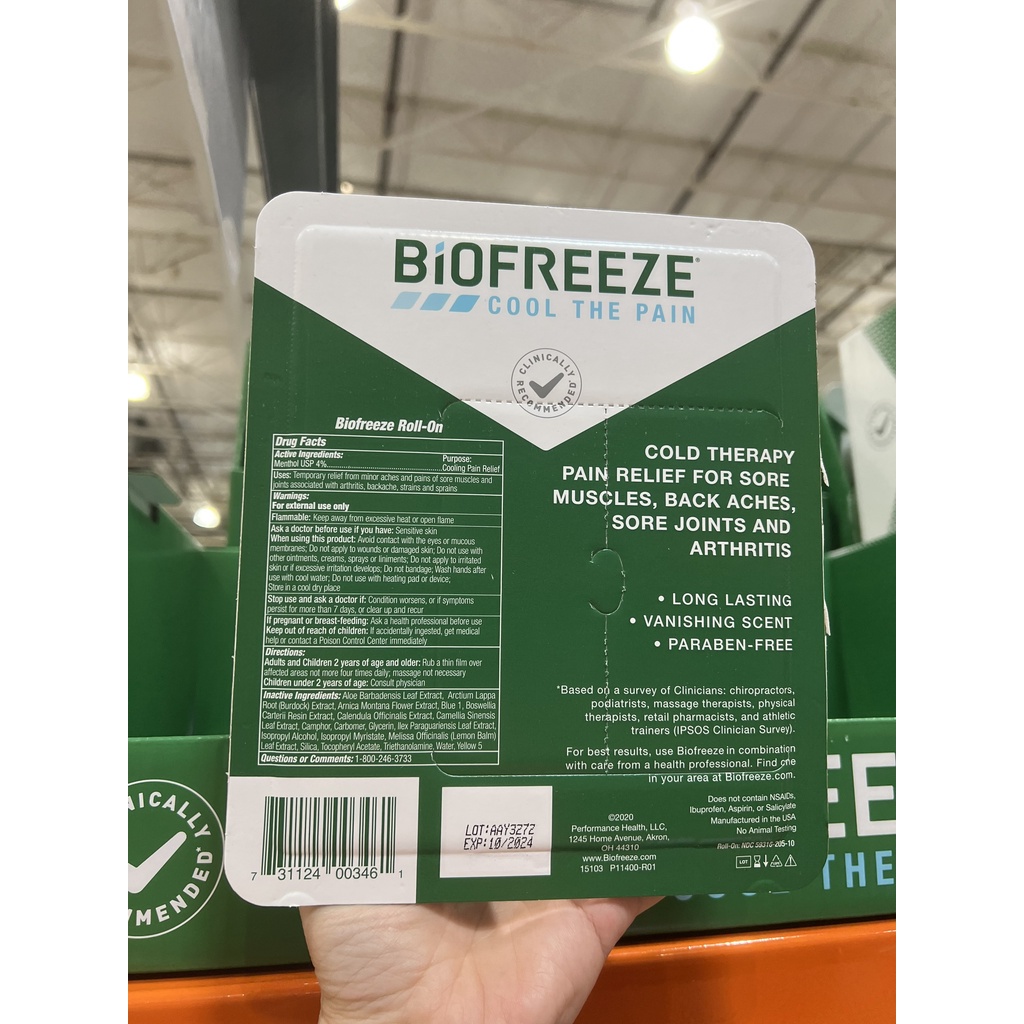 BiOFREEZE®
COOL THE PAIN
CLINICALLY
RECOMMENDED*
Biofreeze Roll-On
Drug Facts
Active Ingredients: Purpose:
Menthol USP 4%..............................Cooling Pain Relief
Uses: Temporary relief from minor aches and pains of sore muscles and
joints associated with arthritis, backache, strains and sprains
Warnings:
For external use only
Flammable: Keep away from excessive heat or open flame
Ask a doctor before use if you have: Sensitive skin
When using this product: Avoid contact with the eyes or mucous
membranes; Do not apply to wounds or damaged skin; Do not use with
other ointments, creams, sprays or liniments; Do not apply to irritated
skin or if excessive irritation develops; Do not bandage; Wash hands after
use with cool water; Do not use with heating pad or device;
Store in a cool dry place
Stop use and ask a doctor if: Condition worsens, or if symptoms
persist for more than 7 days, or clear up and recur
If pregnant or breast-feeding: Ask a health professional before use
Keep out of reach of children: If accidentally ingested, get medical
help or contact a Poison Control Center immediately
Directions:
Adults and Children 2 years of age and older: Rub a thin film over
affected areas not more four times daily; massage not necessary
Children under 2 years of age: Consult physician
Inactive Ingredients: Aloe Barbadensis Leaf Extract, Arctium Lappa
Root (Burdock) Extract, Arnica Montana Flower Extract, Blue 1, Boswellia
Carterii Resin Extract, Calendula Officinalis Extract, Camellia Sinensis
Leaf Extract, Camphor, Carbomer, Glycerin, Ilex Paraguariensis Leaf Extract,
Isopropyl Alcohol, Isopropyl Myristate, Melissa Officinalis (Lemon Balm)
Leaf Extract, Silica, Tocopheryl Acetate, Triethanolamine, Water, Yellow 5
Questions or Comments: 1-800-246-3733
COLD THERAPY
PAIN RELIEF FOR SORE
MUSCLES, BACK ACHES,
SORE JOINTS AND
ARTHRITIS
• LONG LASTING
• VANISHING SCENT
• PARABEN-FREE
*Based on a survey of Clinicians: chiropractors,
podiatrists, massage therapists, physical
therapists, retail pharmacists, and athletic
trainers (IPSOS Clinician Survey).
For best results, use Biofreeze in combination
with care from a health professional. Find one
in your area at Biofreeze.com.
7 31124 00346 1
LOT:AAY3272
EXP:10/2024
©2020
Performance Health, LLC,
1245 Home Avenue, Akron,
OH 44310
www.Biofreeze.com
15103 P11400-R01
Does not contain NSAIDs,
Ibuprofen, Aspirin, or Salicylate
Manufactured in the USA
No Animal Testing
Roll-On: NDC 59316-205-10
LOT
NICALLY
MMENDED*
EE
THE